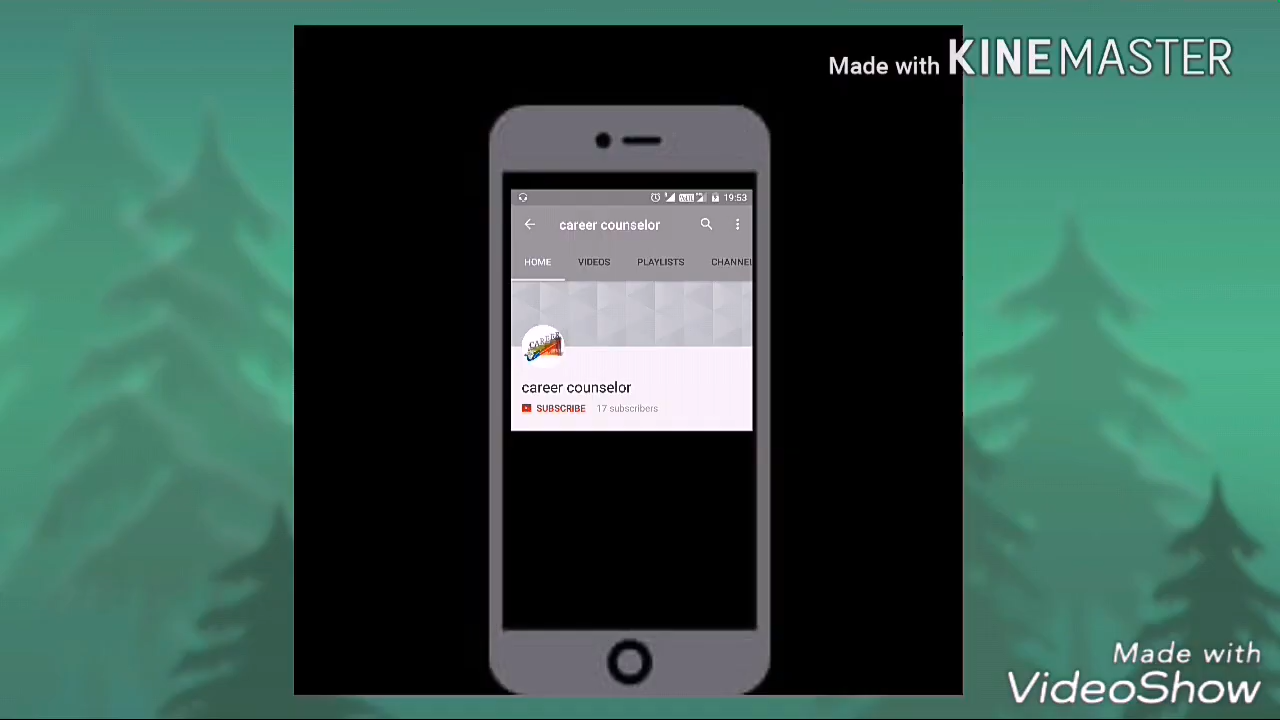 Made with KINEMASTER
19:53
career counselor
HOME VIDEOS PLAYLISTS CHANNEL
CAREER
career counselor
SUBSCRIBE 17 subscribers
Made with
VideoShow